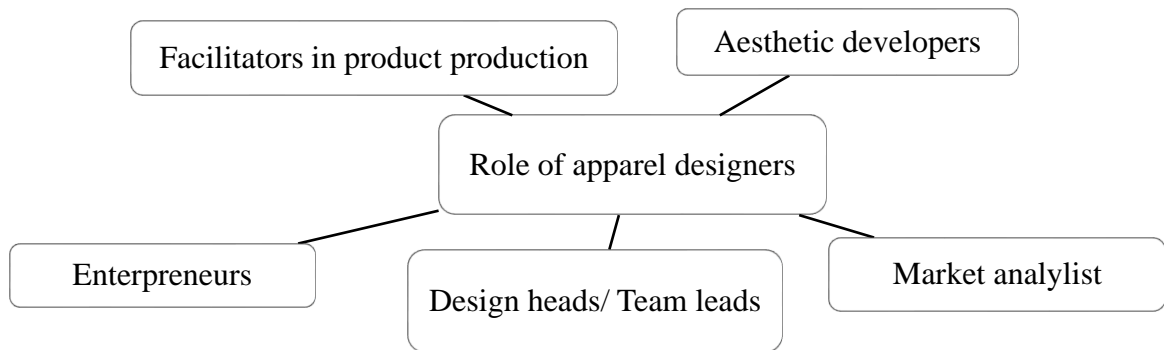 Facilitators in product production
Aesthetic developers
Role of apparel designers
Enterpreneurs
Design heads/ Team leads
Market analylist